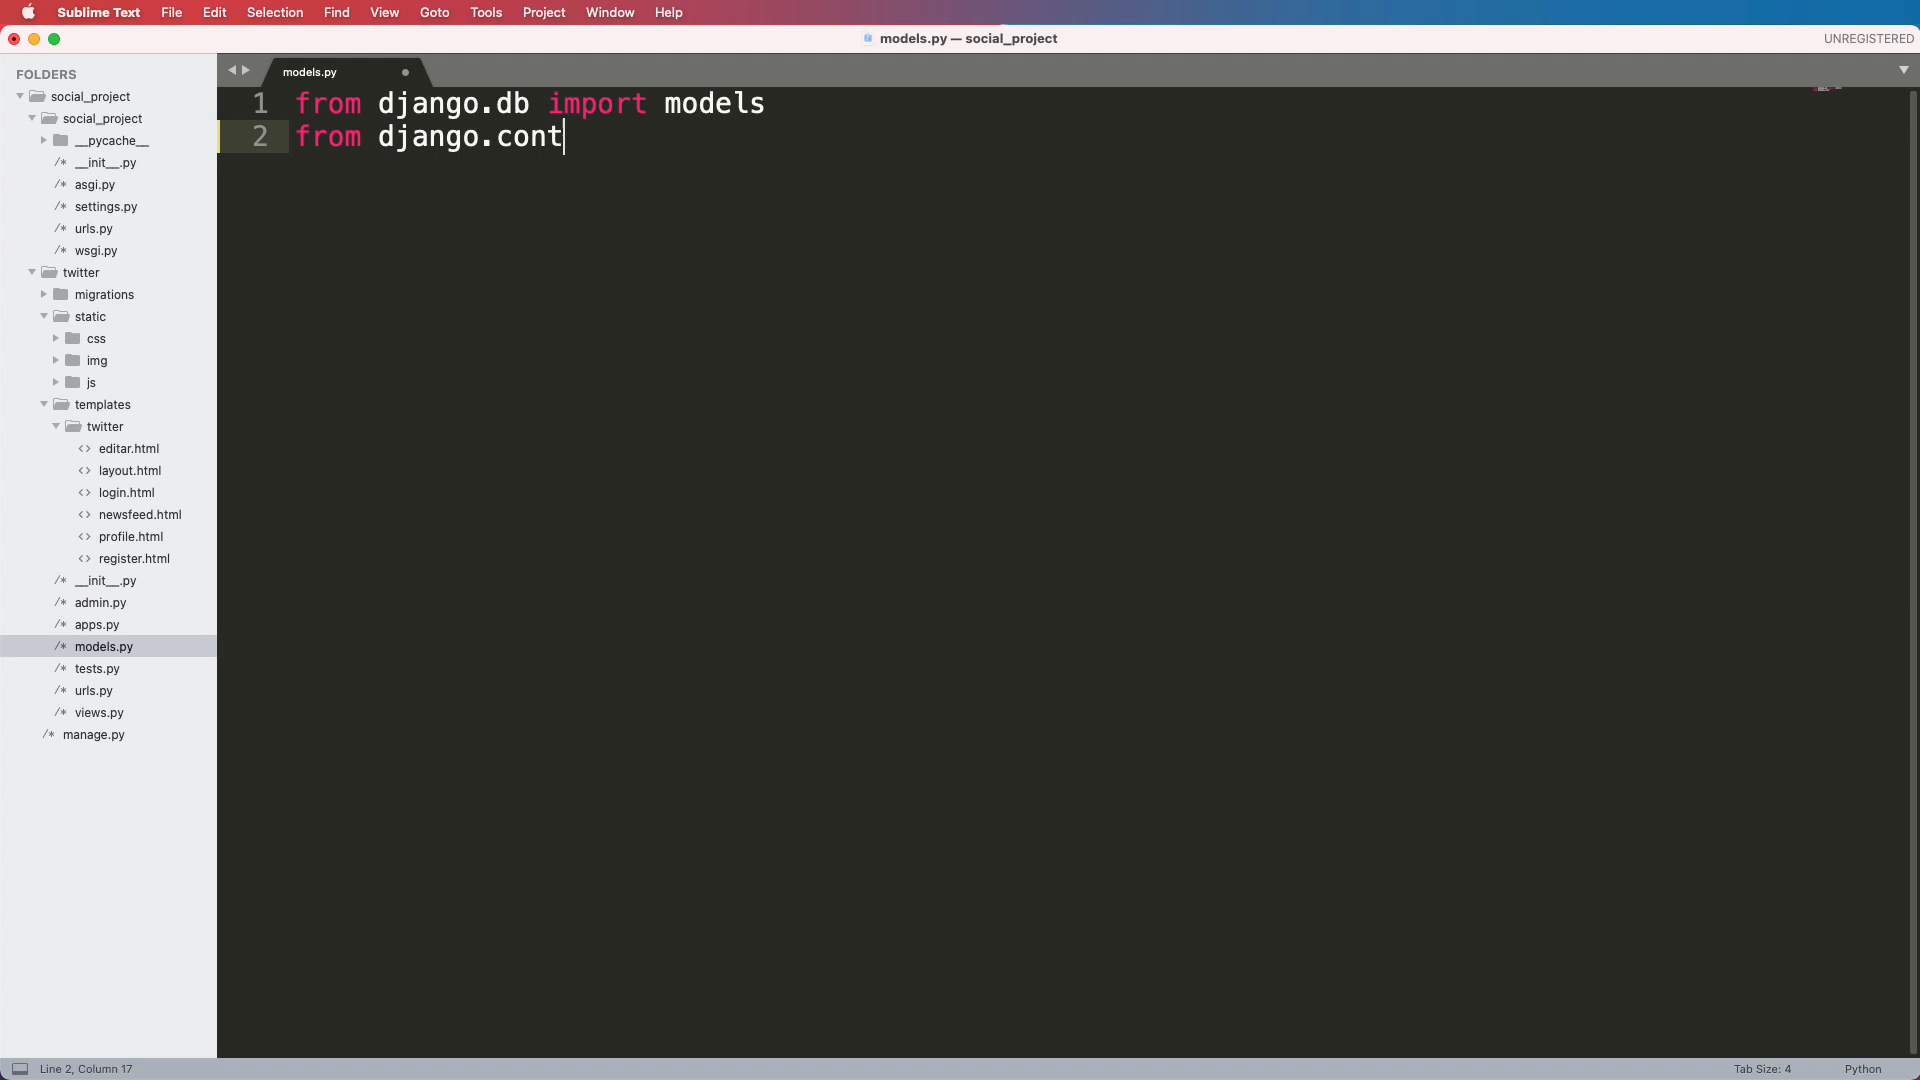 Sublime Text File Edit Selection Find View Goto Tools Project Window Help
models.py — social_project
UNREGISTERED
FOLDERS
social_project
social_project
__pycache__
__init__.py
asgi.py
settings.py
urls.py
wsgi.py
twitter
migrations
static
css
img
js
templates
twitter
editar.html
layout.html
login.html
newsfeed.html
profile.html
register.html
__init__.py
admin.py
apps.py
models.py
tests.py
urls.py
views.py
manage.py
models.py
1 from django.db import models
2 from django.cont
Line 2, Column 17
Tab Size: 4
Python